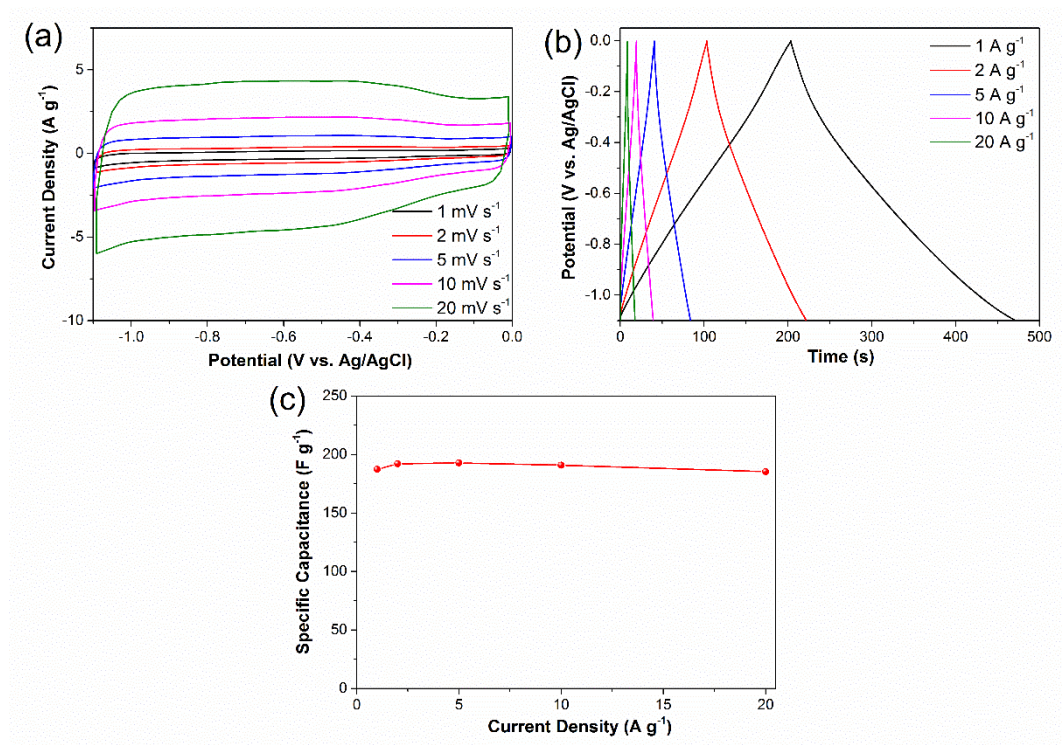 (a)
Current Density (A g⁻¹)
5
0
-5
-10
1 mV s⁻¹
2 mV s⁻¹
5 mV s⁻¹
10 mV s⁻¹
20 mV s⁻¹
-1.0 -0.8 -0.6 -0.4 -0.2 0.0
Potential (V vs. Ag/AgCl)
(b)
Potential (V vs. Ag/AgCl)
0.0
-0.2
-0.4
-0.6
-0.8
-1.0
1 A g⁻¹
2 A g⁻¹
5 A g⁻¹
10 A g⁻¹
20 A g⁻¹
0 100 200 300 400 500
Time (s)
(c)
Specific Capacitance (F g⁻¹)
250
200
150
100
50
0
0 5 10 15 20
Current Density (A g⁻¹)